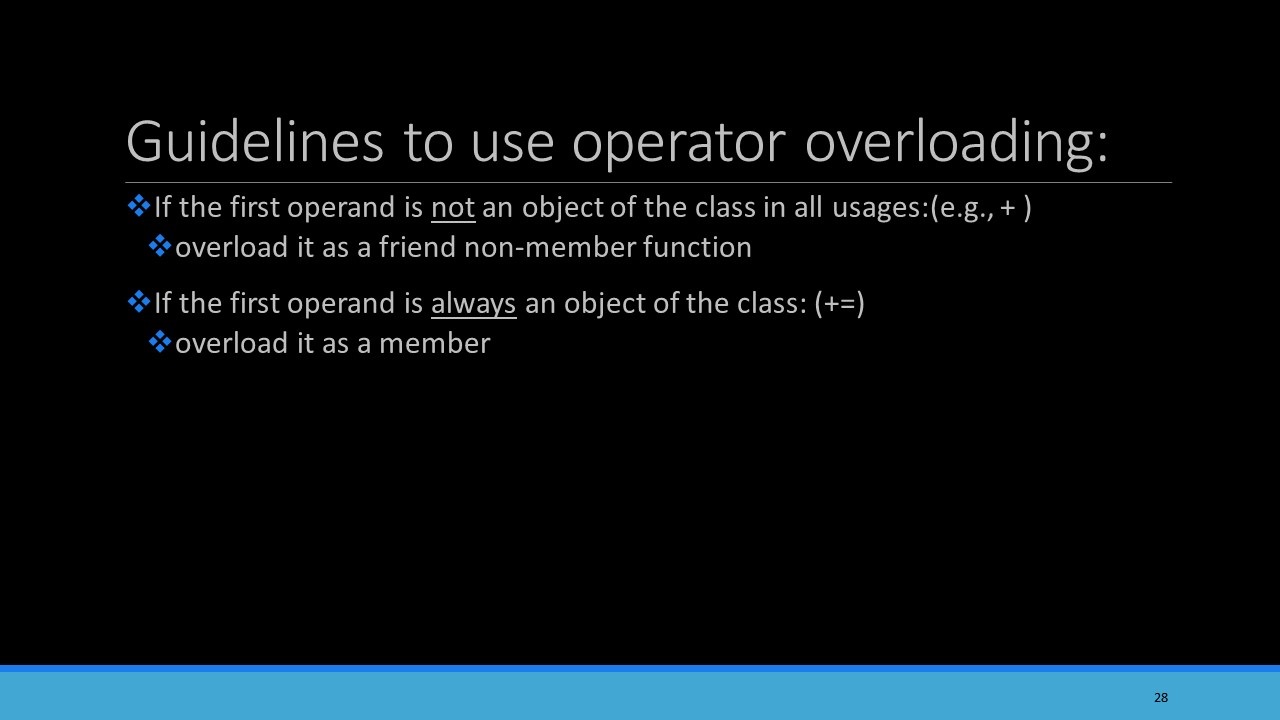 Guidelines to use operator overloading:
❖If the first operand is not an object of the class in all usages:(e.g., + )
❖overload it as a friend non-member function
❖If the first operand is always an object of the class: (+=)
❖overload it as a member
28